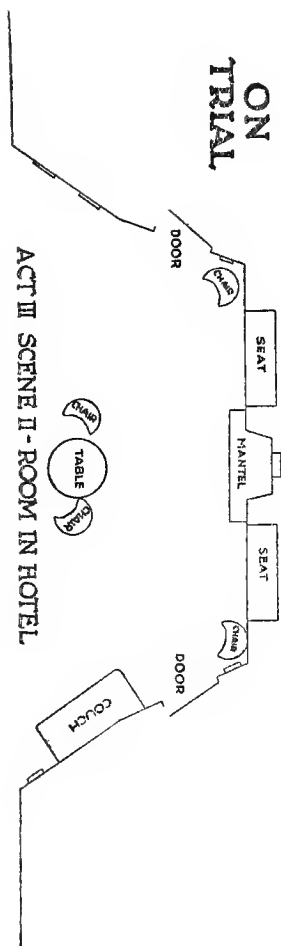 ON
TRIAL
SEAT
MANTEL
SEAT
CHAIR
CHAIR
DOOR
DOOR
CHAIR
TABLE
CHAIR
COUCH
ACT III SCENE II - ROOM IN HOTEL